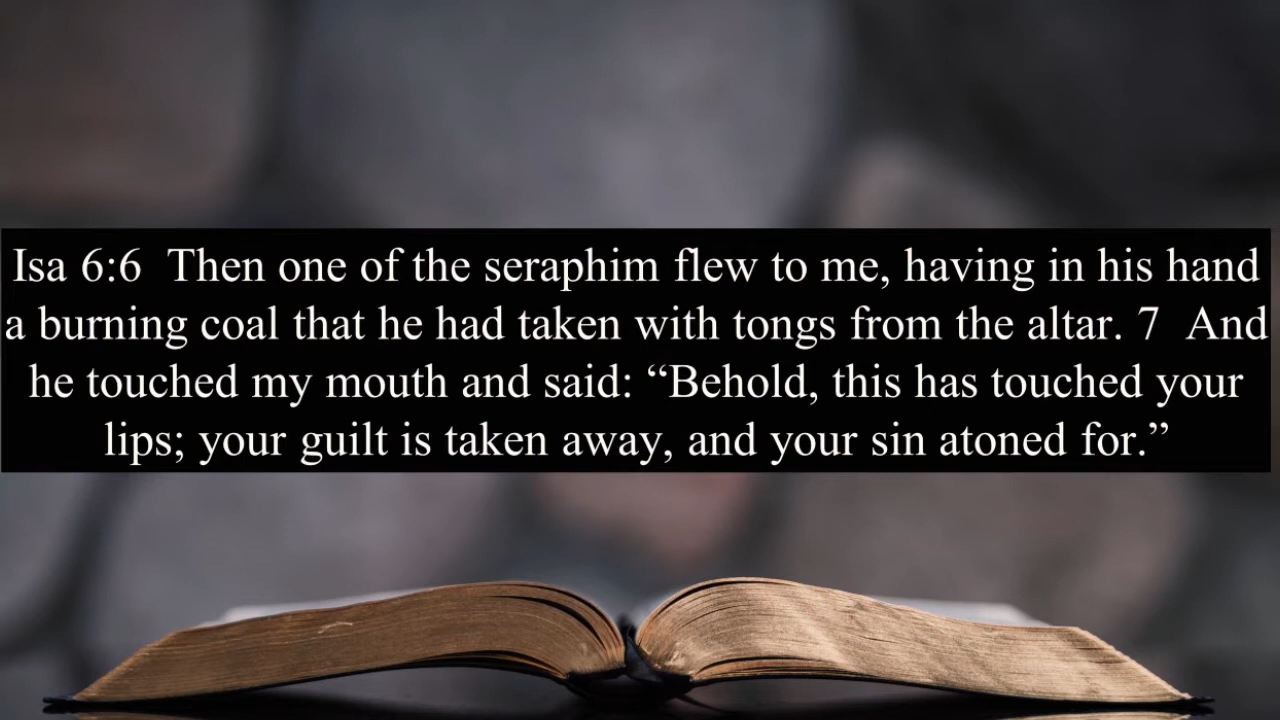 Isa 6:6  Then one of the seraphim flew to me, having in his hand
a burning coal that he had taken with tongs from the altar. 7  And
he touched my mouth and said: “Behold, this has touched your
lips; your guilt is taken away, and your sin atoned for.”